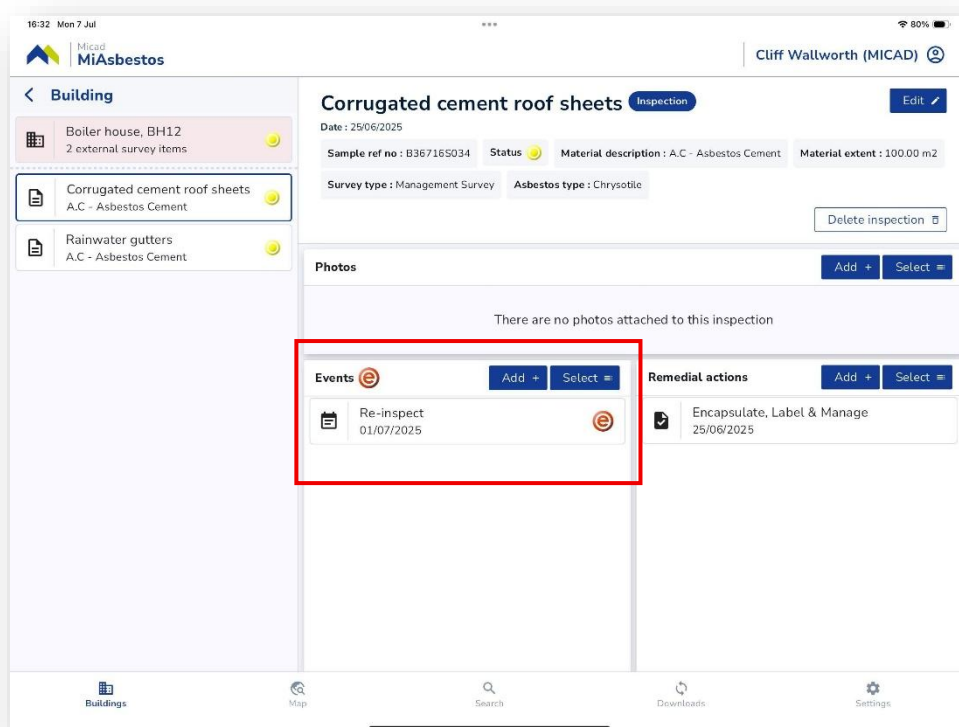 16:32 Mon 7 Jul
80%
Micad
MiAsbestos
Cliff Wallworth (MICAD)
Building
Boiler house, BH12
2 external survey items
Corrugated cement roof sheets
A.C - Asbestos Cement
Rainwater gutters
A.C - Asbestos Cement
Corrugated cement roof sheets Inspection
Edit
Date : 25/06/2025
Sample ref no : B36716S034 Status Material description : A.C - Asbestos Cement Material extent : 100.00 m2
Survey type : Management Survey Asbestos type : Chrysotile
Delete inspection
Photos Add + Select
There are no photos attached to this inspection
Events e Add + Select
Re-inspect
01/07/2025
e
Remedial actions Add + Select
Encapsulate, Label & Manage
25/06/2025
Buildings Map Search Downloads Settings